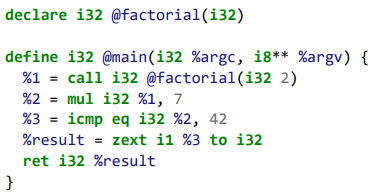 declare i32 @factorial(i32)
define i32 @main(i32 %argc, i8** %argv) {
%1 = call i32 @factorial(i32 2)
%2 = mul i32 %1, 7
%3 = icmp eq i32 %2, 42
%result = zext i1 %3 to i32
ret i32 %result
}